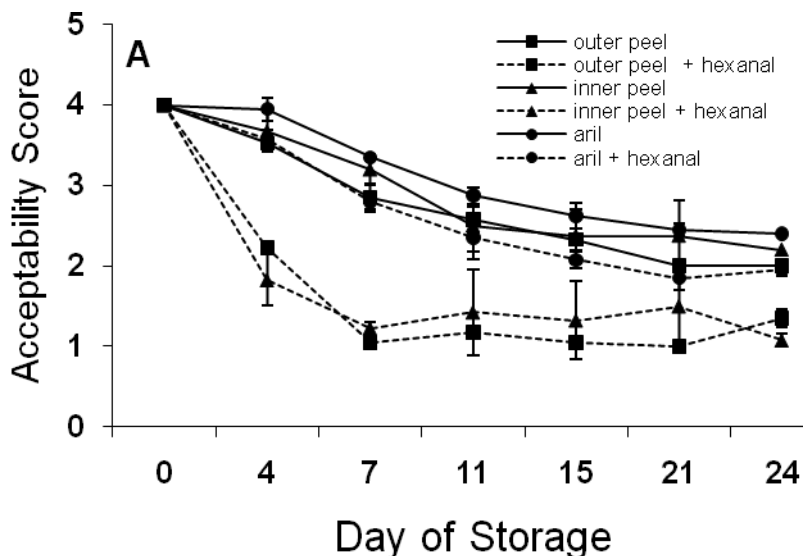 5
A
outer peel
outer peel + hexanal
inner peel
inner peel + hexanal
aril
aril + hexanal
4
3
2
1
0
Acceptability Score
0 4 7 11 15 21 24
Day of Storage